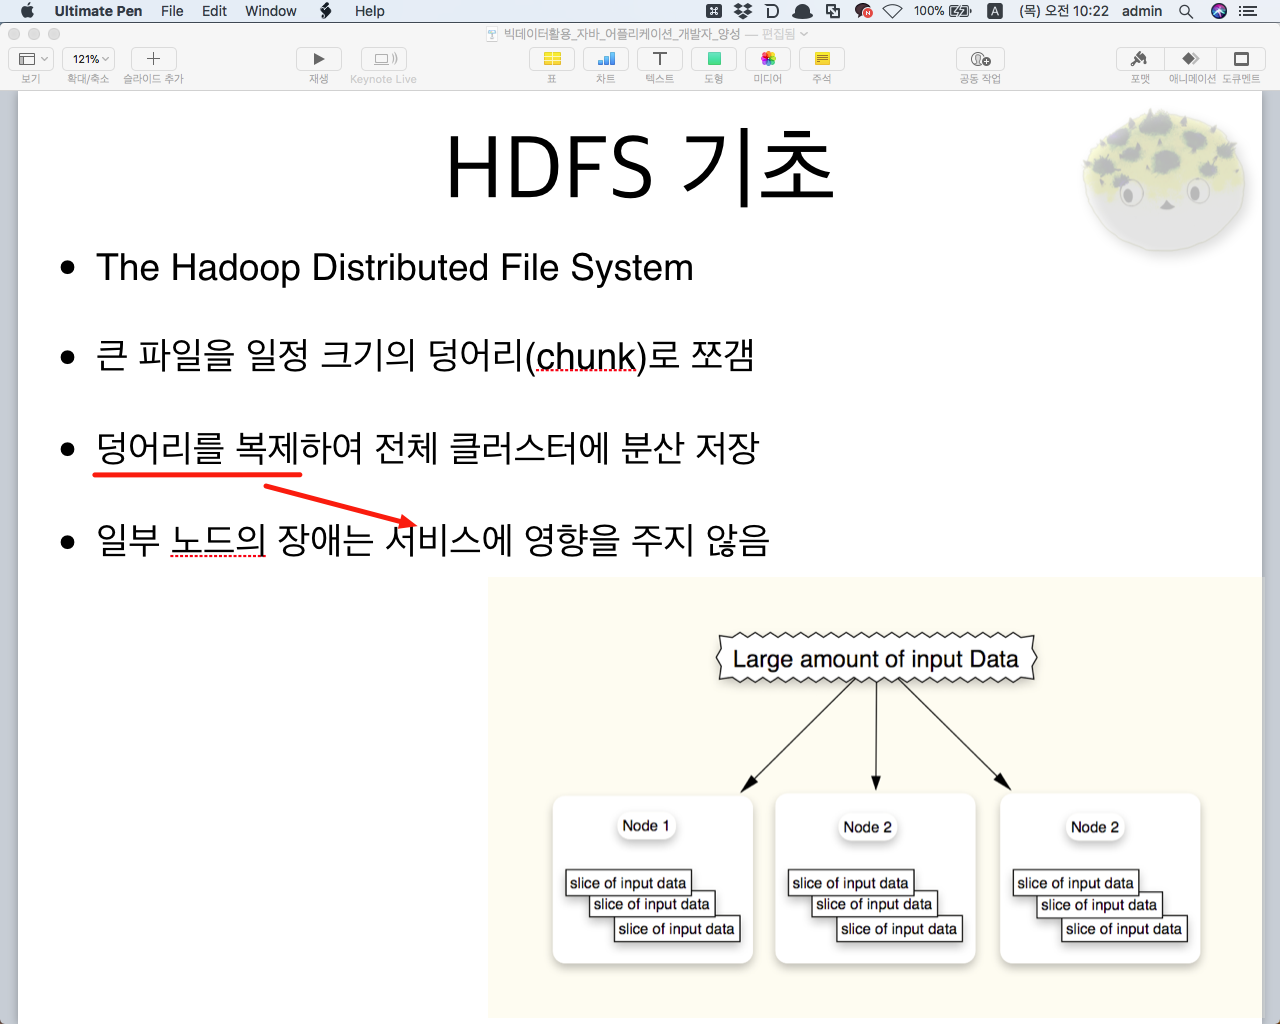 Ultimate Pen File Edit Window Help 100% A (목) 오전 10:22 admin
빅데이터활용_자바_어플리케이션_개발자_양성 — 편집됨
121%
보기 확대/축소 슬라이드 추가 재생 Keynote Live 표 차트 텍스트 도형 미디어 주석 공동 작업 포맷 애니메이션 도큐멘트
HDFS 기초
• The Hadoop Distributed File System
• 큰 파일을 일정 크기의 덩어리(chunk)로 쪼갬
• 덩어리를 복제하여 전체 클러스터에 분산 저장
• 일부 노드의 장애는 서비스에 영향을 주지 않음
Large amount of input Data
Node 1
slice of input data
slice of input data
slice of input data
Node 2
slice of input data
slice of input data
slice of input data
Node 2
slice of input data
slice of input data
slice of input data